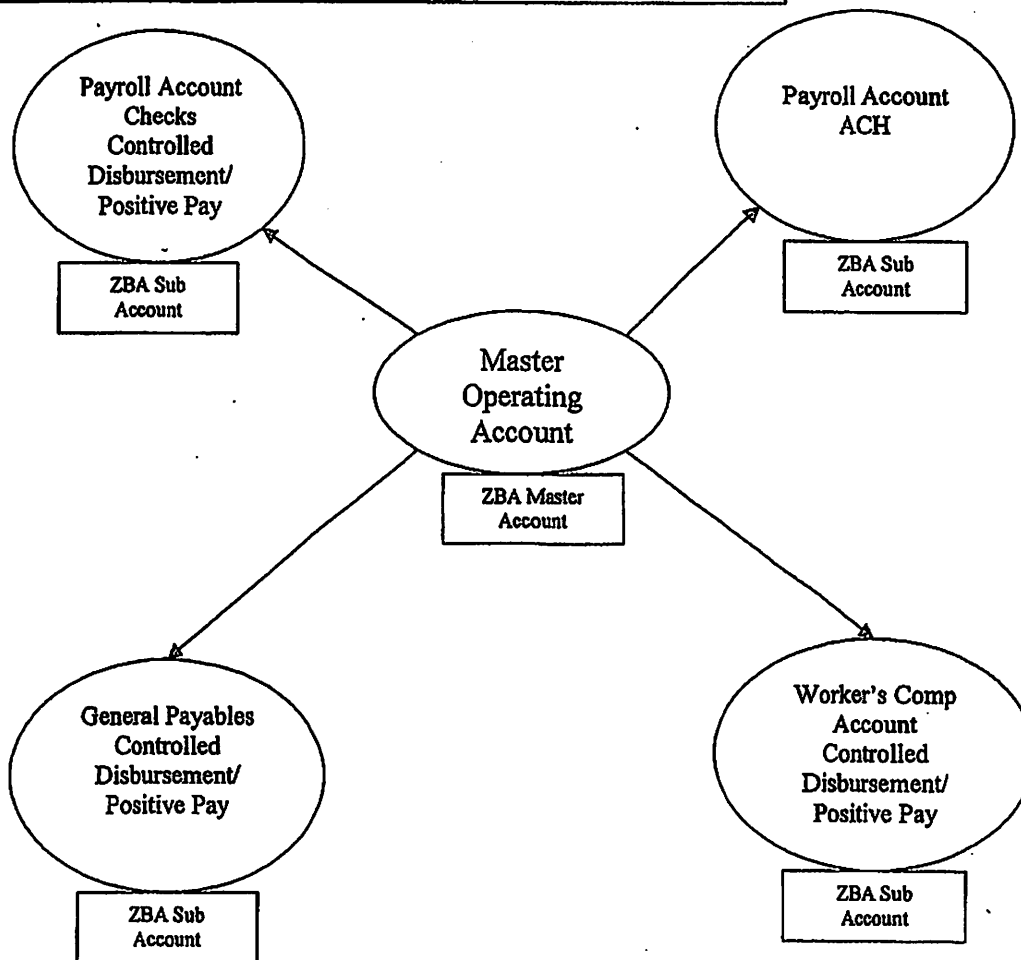 Payroll Account
Checks
Controlled
Disbursement/
Positive Pay
ZBA Sub
Account
Payroll Account
ACH
ZBA Sub
Account
Master
Operating
Account
ZBA Master
Account
General Payables
Controlled
Disbursement/
Positive Pay
ZBA Sub
Account
Worker's Comp
Account
Controlled
Disbursement/
Positive Pay
ZBA Sub
Account